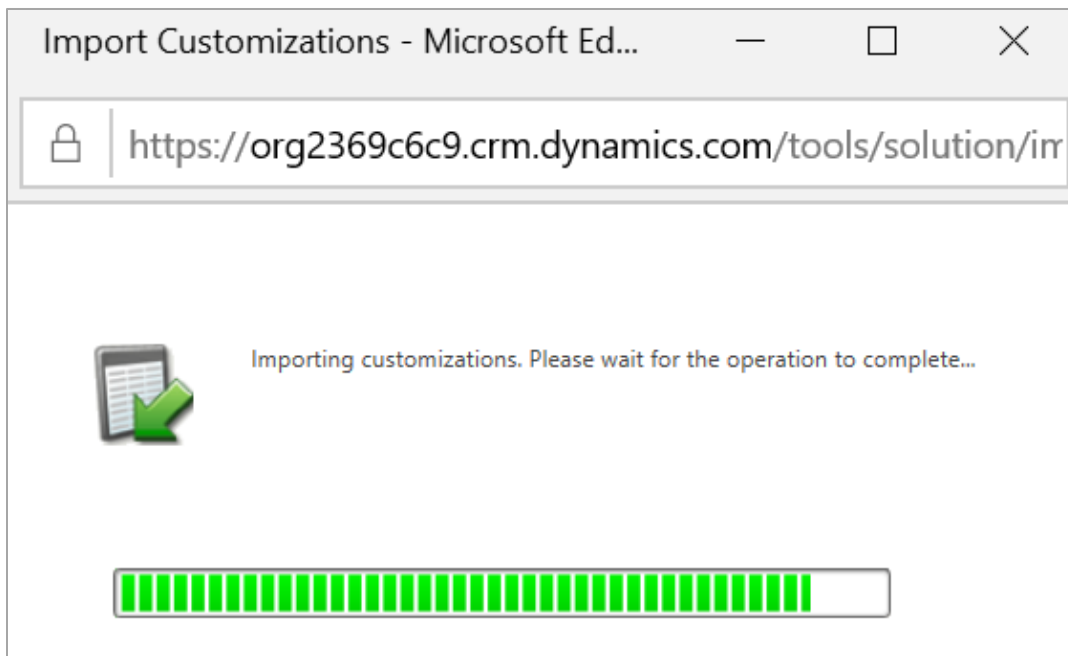 Import Customizations - Microsoft Ed...
https://org2369c6c9.crm.dynamics.com/tools/solution/im
Importing customizations. Please wait for the operation to complete...